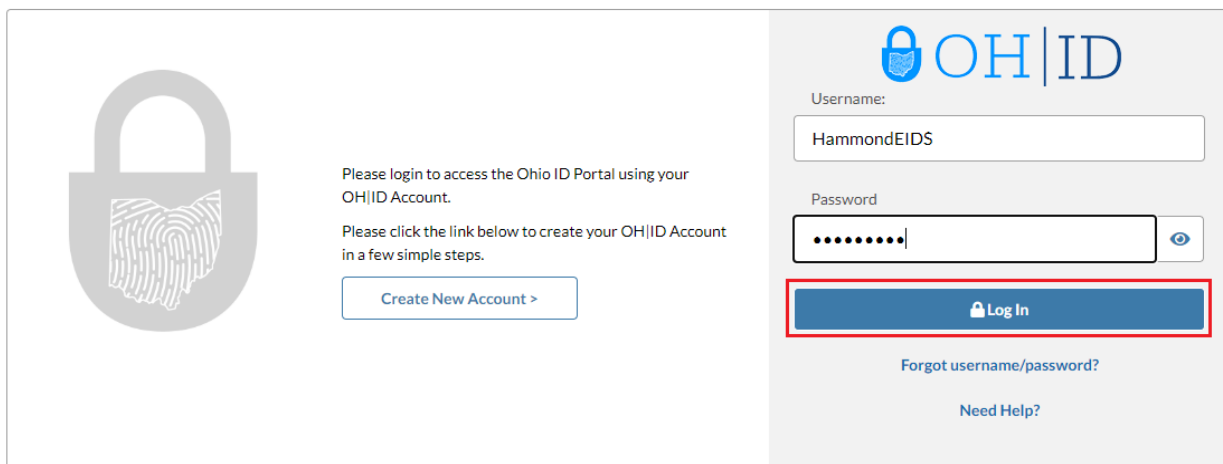 OH|ID
Username:
HammondEID$
Please login to access the Ohio ID Portal using your
OH|ID Account.
Please click the link below to create your OH|ID Account
in a few simple steps.
Create New Account >
Password
•••••••••
Log In
Forgot username/password?
Need Help?